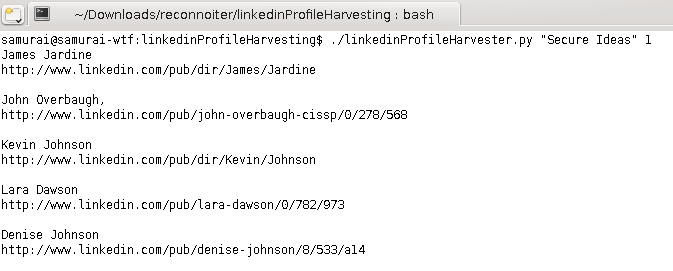 ~/Downloads/reconnoiter/linkedinProfileHarvesting : bash
samurai@samurai-wtf:linkedinProfileHarvesting$ ./linkedinProfileHarvester.py "Secure Ideas" 1
James Jardine
http://www.linkedin.com/pub/dir/James/Jardine
John Overbaugh,
http://www.linkedin.com/pub/john-overbaugh-cissp/0/278/568
Kevin Johnson
http://www.linkedin.com/pub/dir/Kevin/Johnson
Lara Dawson
http://www.linkedin.com/pub/lara-dawson/0/782/973
Denise Johnson
http://www.linkedin.com/pub/denise-johnson/8/533/a14